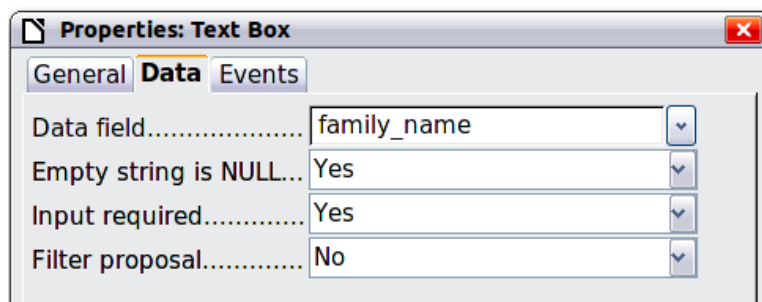 Properties: Text Box
General Data Events
Data field.................... family_name
Empty string is NULL... Yes
Input required............. Yes
Filter proposal............. No